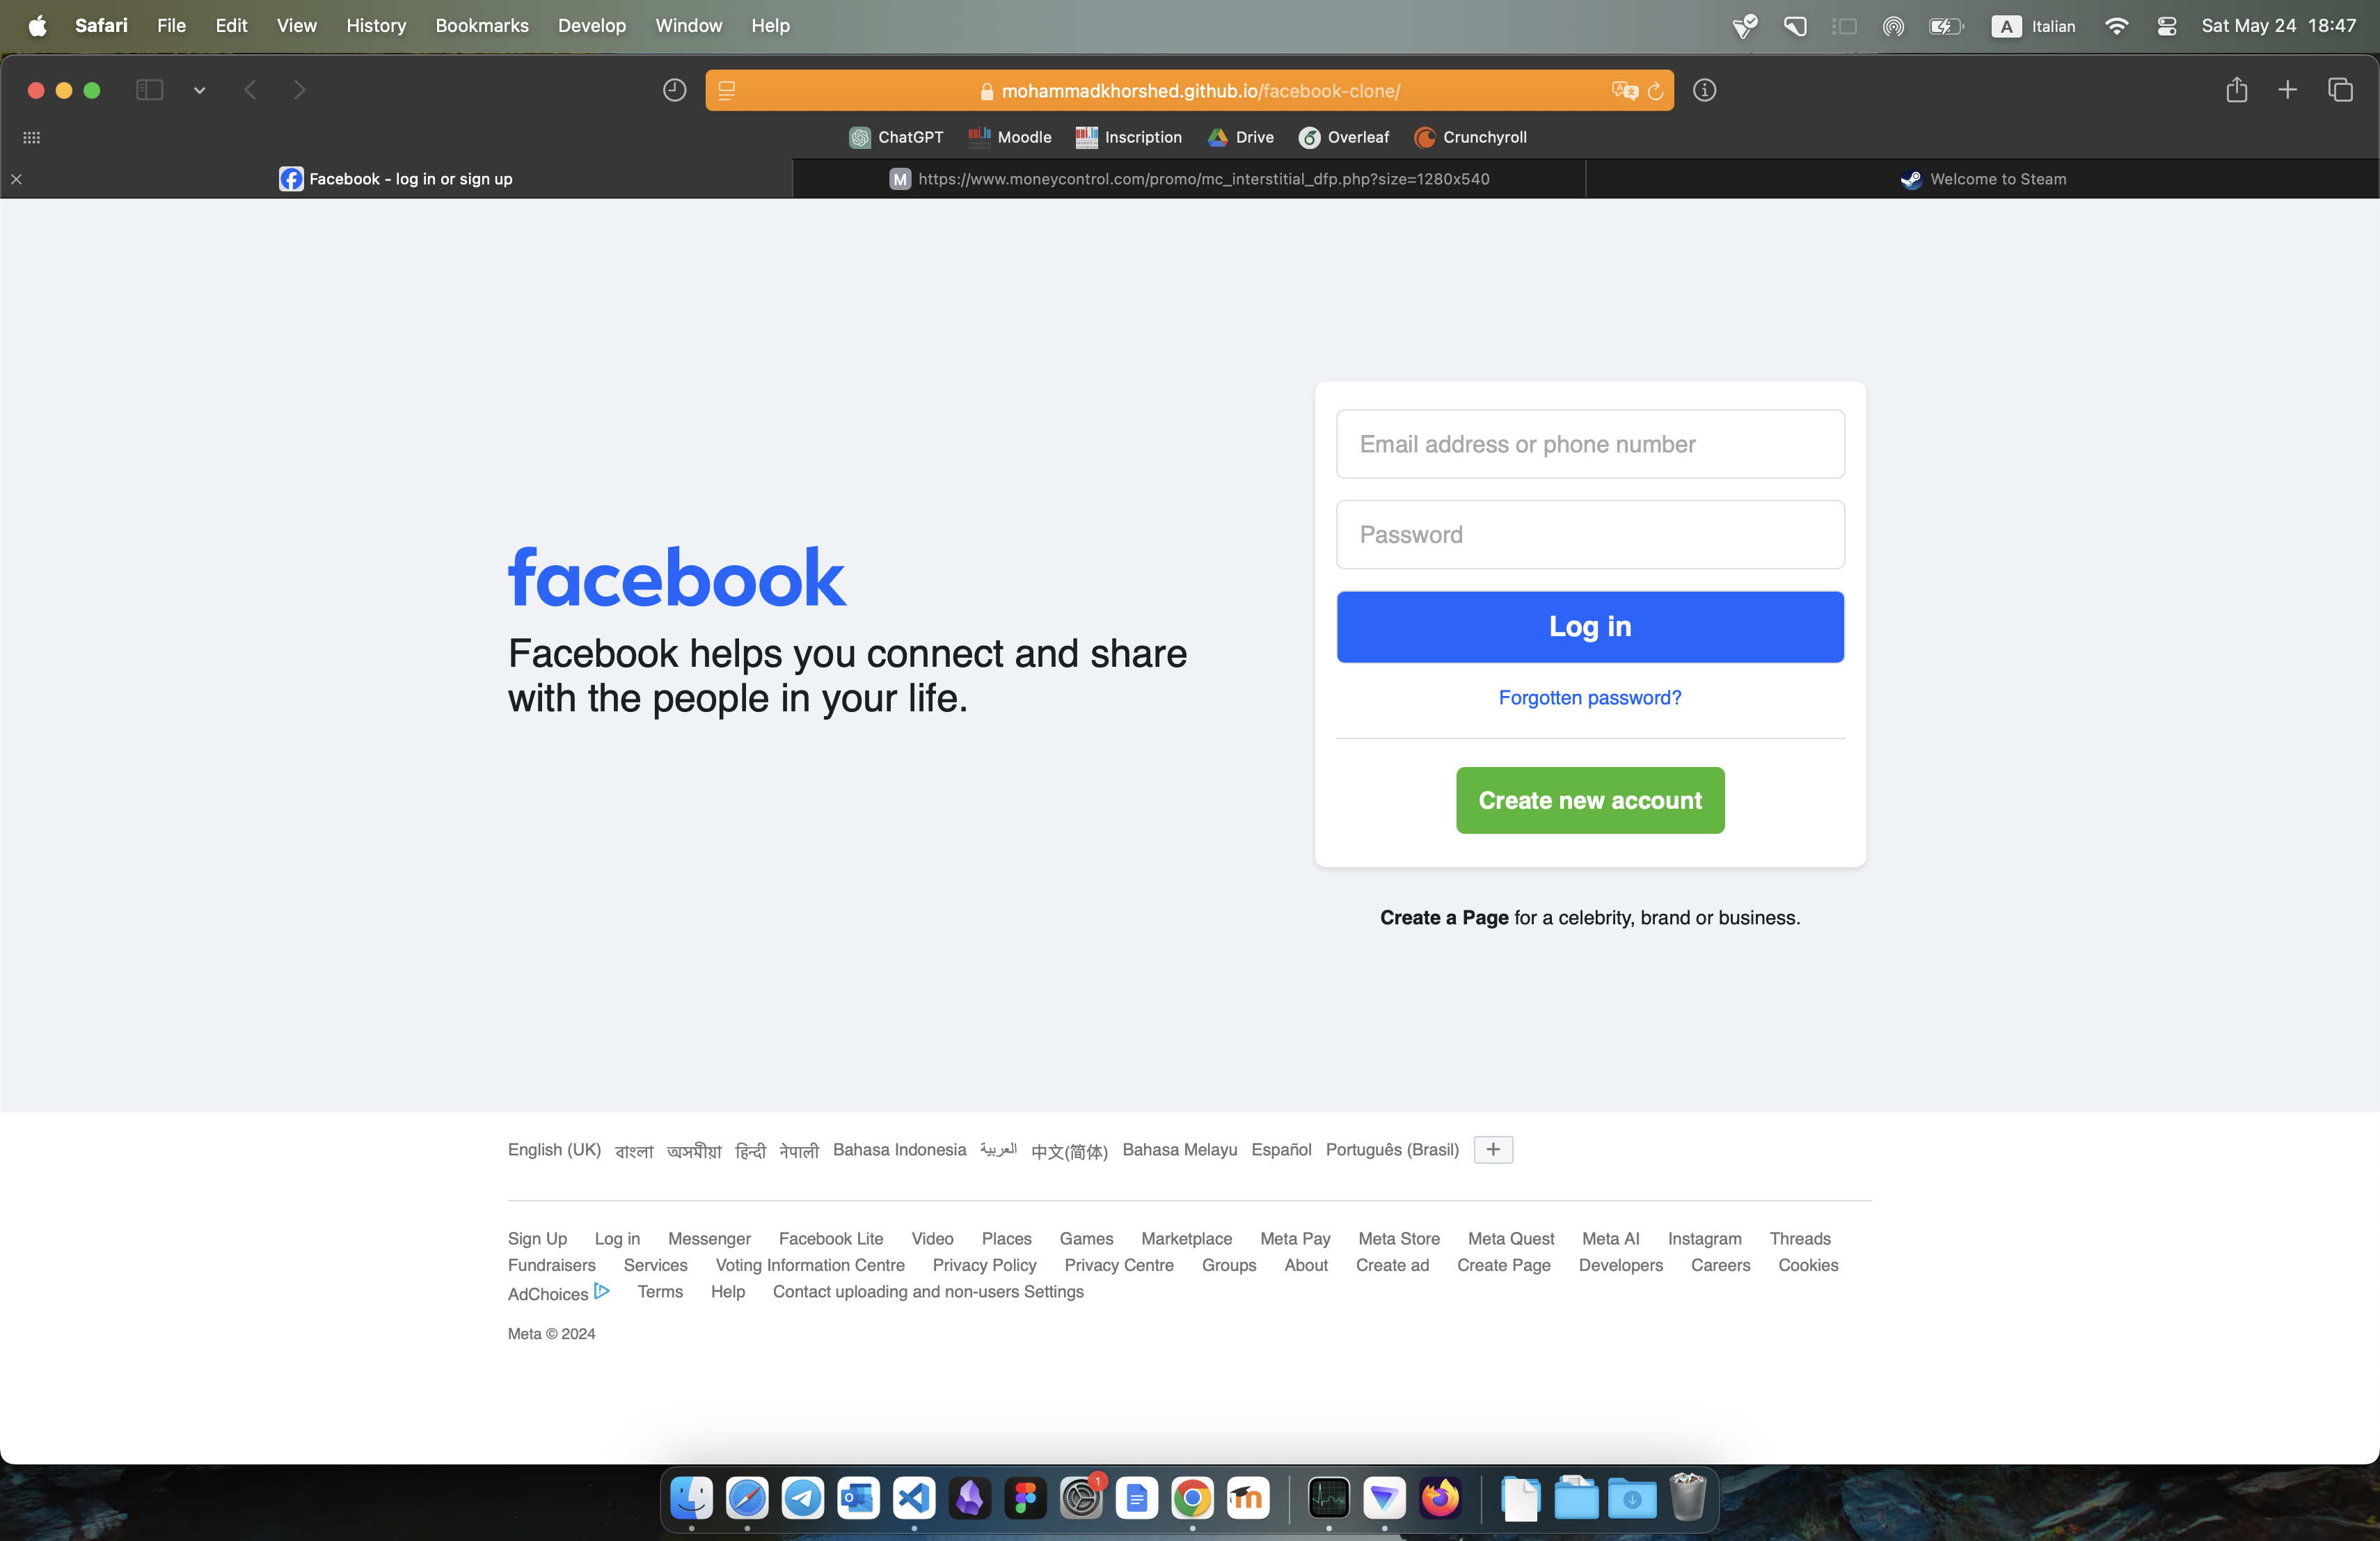 Safari File Edit View History Bookmarks Develop Window Help A Italian Sat May 24 18:47
mohammadkhorshed.github.io/facebook-clone/
ChatGPT Moodle Inscription Drive Overleaf Crunchyroll
Facebook - log in or sign up M https://www.moneycontrol.com/promo/mc_interstitial_dfp.php?size=1280x540 Welcome to Steam
Email address or phone number
Password
facebook
Facebook helps you connect and share
with the people in your life.
Log in
Forgotten password?
Create new account
Create a Page for a celebrity, brand or business.
English (UK) বাংলা অসমীয়া हिन्दी नेपाली Bahasa Indonesia العربية 中文(简体) Bahasa Melayu Español Português (Brasil) +
Sign Up Log in Messenger Facebook Lite Video Places Games Marketplace Meta Pay Meta Store Meta Quest Meta AI Instagram Threads
Fundraisers Services Voting Information Centre Privacy Policy Privacy Centre Groups About Create ad Create Page Developers Careers Cookies
AdChoices Terms Help Contact uploading and non-users Settings
Meta © 2024
1